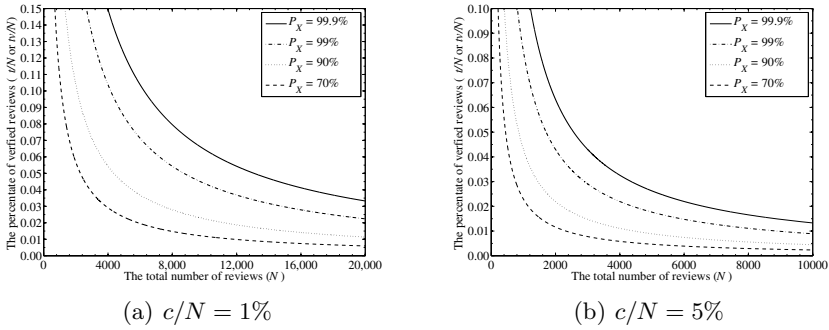 The percentate of verfied reviews ( t/N or tw/N)
0.15
0.14
0.13
0.12
0.11
0.10
0.09
0.08
0.07
0.06
0.05
0.04
0.03
0.02
0.01
0.00
P_X = 99.9%
P_X = 99%
P_X = 90%
P_X = 70%
0 4000 8,000 12,000 16,000 20,000
The total number of reviews (N )
(a) c/N = 1%
The percentate of verfied reviews ( t/N or tw/N)
0.10
0.09
0.08
0.07
0.06
0.05
0.04
0.03
0.02
0.01
0.00
P_X = 99.9%
P_X = 99%
P_X = 90%
P_X = 70%
0 2000 4000 6000 8000 10000
The total number of reviews (N )
(b) c/N = 5%